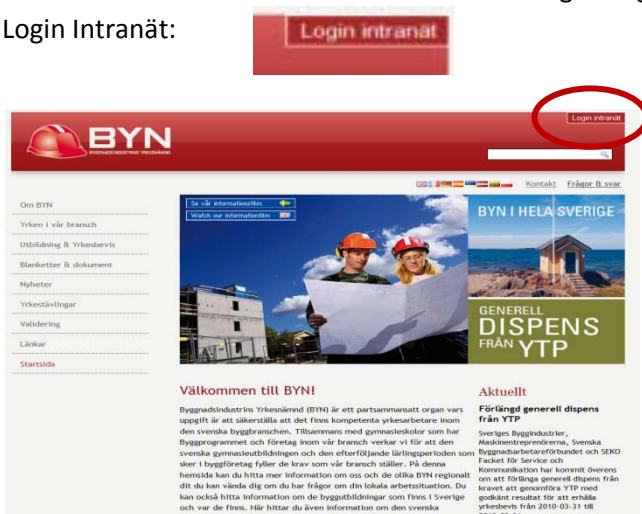 Login Intranät:
Login intranät
Login intranät
BYN
BYGGNADSINDUSTRINS YRKESNÄMND
Kontakt Frågor & svar
Om BYN
Yrken i vår bransch
Utbildning & Yrkesbevis
Blanketter & dokument
Nyheter
Yrkestävlingar
Validering
Länkar
Startsida
Se vår informationsfilm
Watch our informationfilm
BYN I HELA SVERIGE
GENERELL
DISPENS
FRÅN YTP
Välkommen till BYN!
Byggnadsindustrins Yrkesnämnd (BYN) är ett partsammansatt organ vars
uppgift är att säkerställa att det finns kompetenta yrkesarbetare inom
den svenska byggbranschen. Tillsammans med gymnasieskolor som har
Byggprogrammet och företag inom vår bransch verkar vi för att den
svenska gymnasieutbildningen och den efterföljande lärlingsperioden som
sker i byggföretag fyller de krav som vår bransch ställer. På denna
hemsida kan du hitta mer information om oss och de olika BYN regionalt
dit du kan vända dig om du har frågor om din lokala arbetssituation. Du
kan också hitta information om de byggutbildningar som finns i Sverige
och var de finns. Här hittar du även information om den svenska
Aktuellt
Förlängd generell dispens
från YTP
Sveriges Byggindustrier,
Maskinentreprenörerna, Svenska
Byggnadsarbetareförbundet och SEKO
Facket för Service och
Kommunikation har kommit överens
om att förlänga generell dispens från
kravet att genomföra YTP med
godkänt resultat för att erhålla
yrkesbevis från 2010-03-31 till